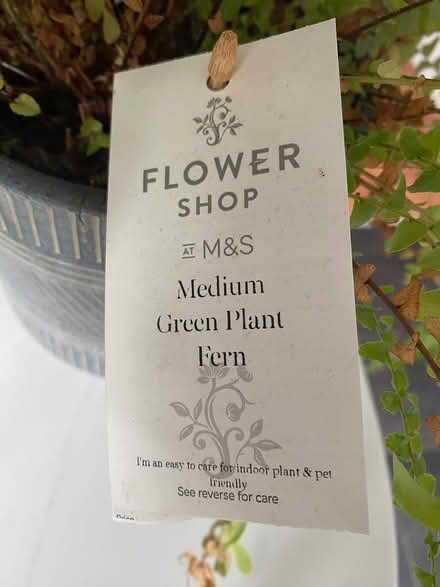 FLOWER
SHOP
AT M&S
Medium
Green Plant
Fern
I'm an easy to care for indoor plant & pet
friendly
See reverse for care